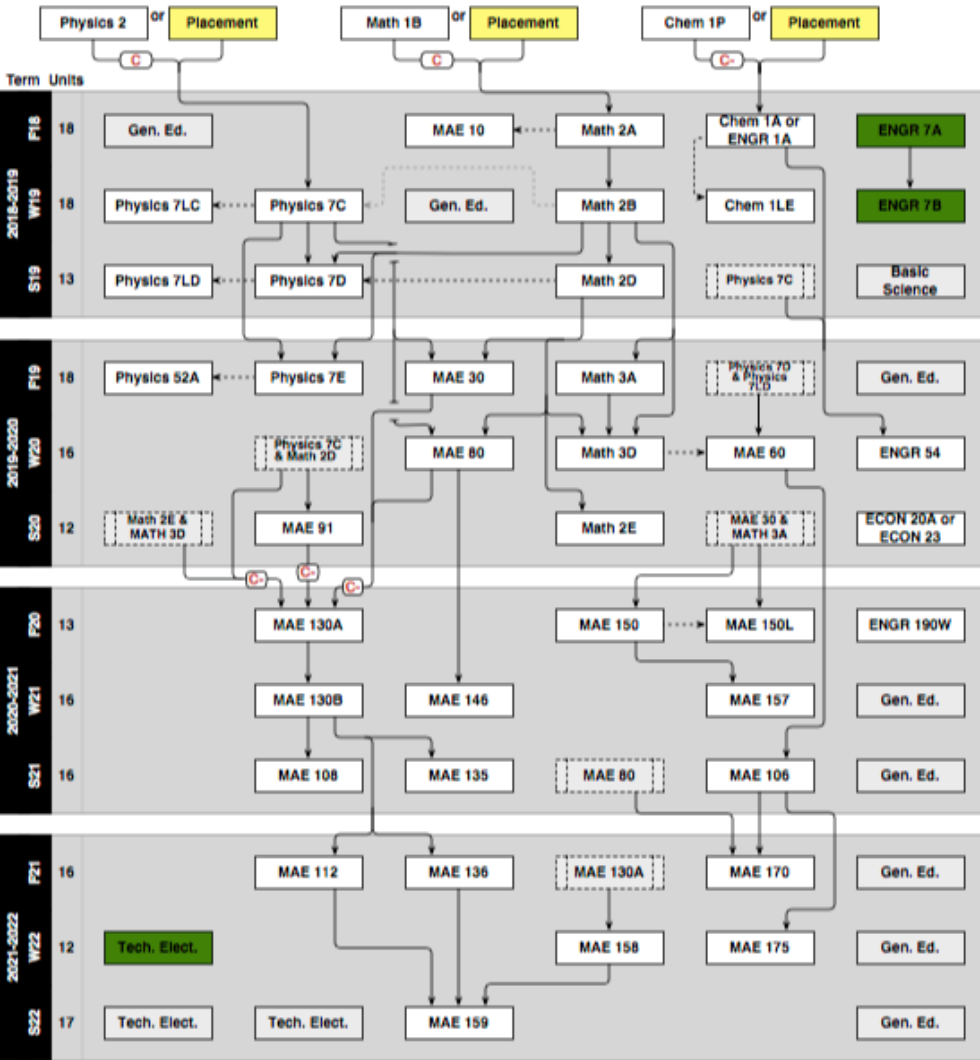 Physics 2 or Placement Math 1B or Placement Chem 1P or Placement
C C C-
Term Units
2018-2019
F18 18 Gen. Ed. MAE 10 Math 2A Chem 1A or ENGR 1A ENGR 7A
W19 18 Physics 7LC Physics 7C Gen. Ed. Math 2B Chem 1LE ENGR 7B
S19 13 Physics 7LD Physics 7D Math 2D Physics 7C Basic Science
2019-2020
F19 18 Physics 52A Physics 7E MAE 30 Math 3A Physics 7D & Physics 7LD Gen. Ed.
W20 16 Physics 7C & Math 2D MAE 80 Math 3D MAE 60 ENGR 54
S20 12 Math 2E & MATH 3D MAE 91 Math 2E MAE 30 & MATH 3A ECON 20A or ECON 23
C- C- C-
2020-2021
F20 13 MAE 130A MAE 150 MAE 150L ENGR 190W
W21 16 MAE 130B MAE 146 MAE 157 Gen. Ed.
S21 16 MAE 108 MAE 135 MAE 80 MAE 106 Gen. Ed.
2021-2022
F21 16 MAE 112 MAE 136 MAE 130A MAE 170 Gen. Ed.
W22 12 Tech. Elect. MAE 158 MAE 175 Gen. Ed.
S22 17 Tech. Elect. Tech. Elect. MAE 159 Gen. Ed.